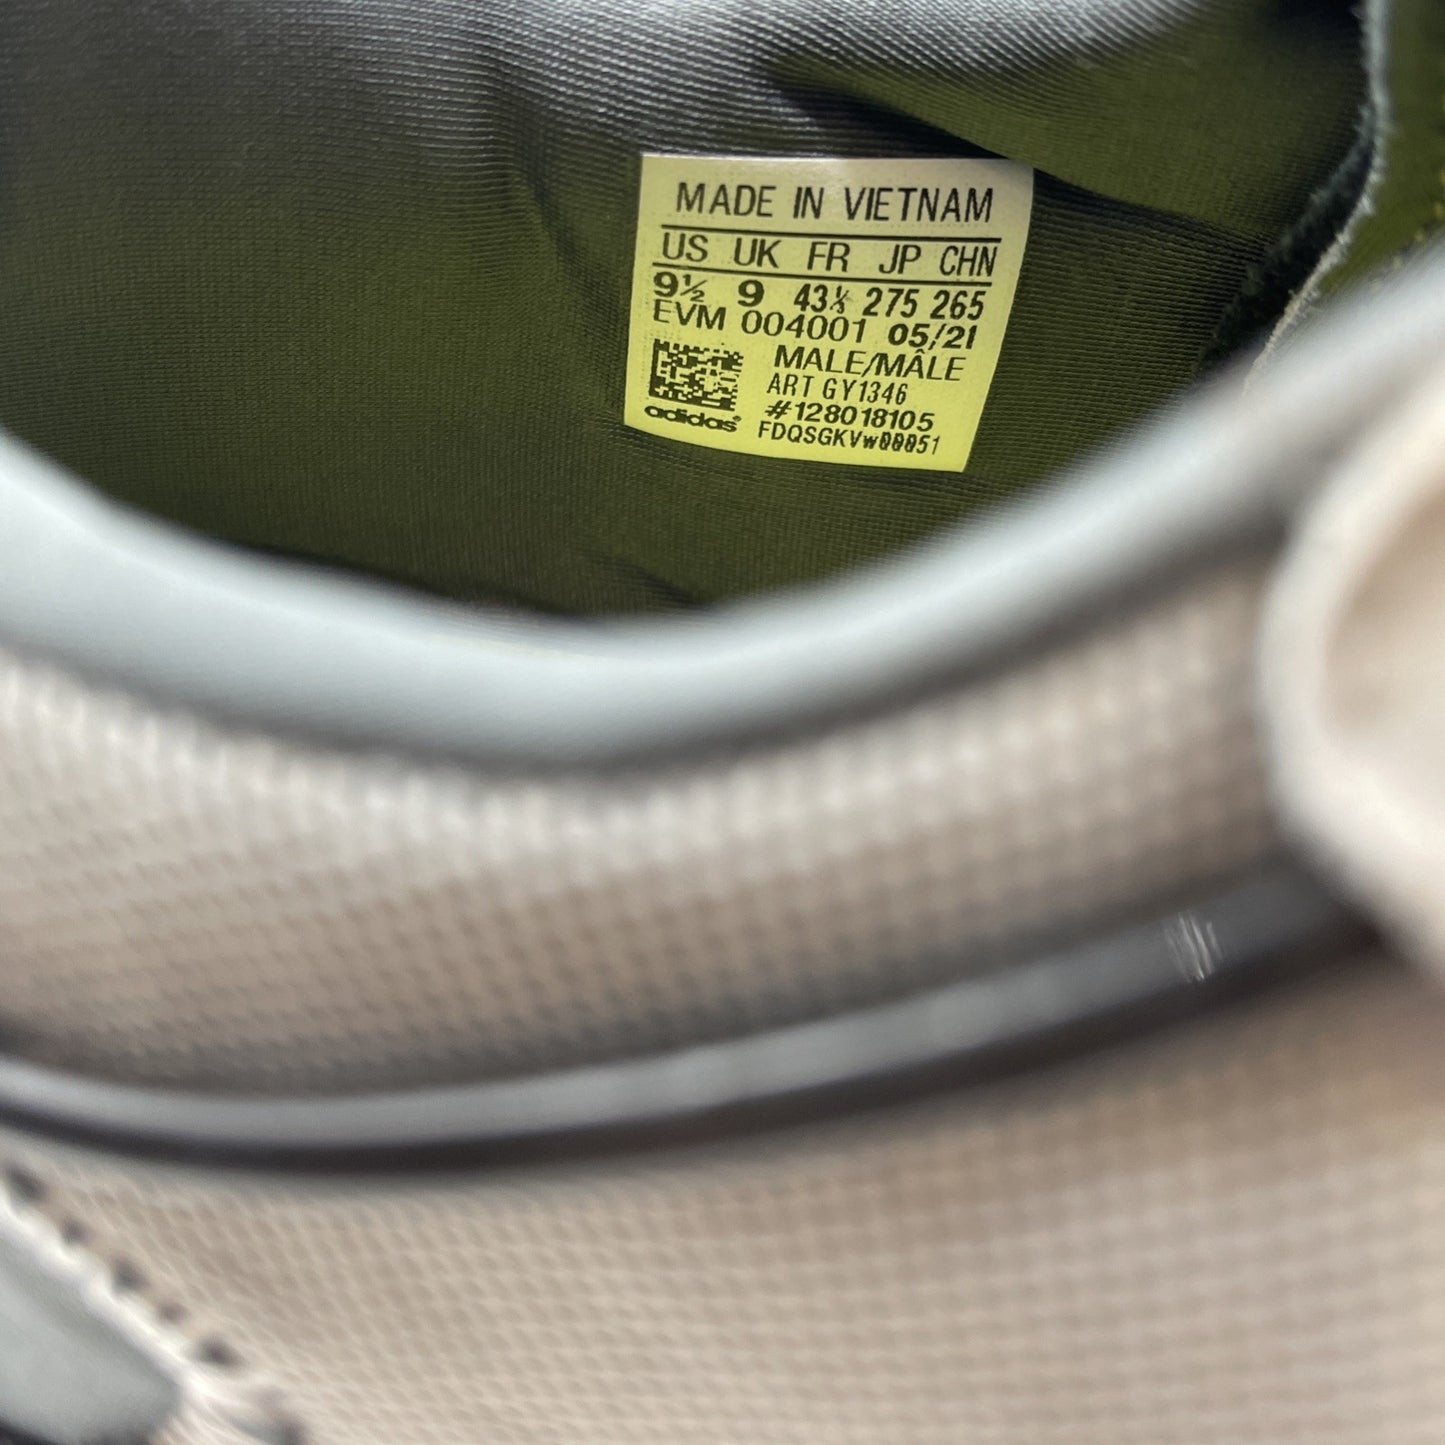 MADE IN VIETNAM
US UK FR JP CHN
9½ 9 43⅓ 275 265
EVM 004001 05/21
MALE/MÂLE
ART GY1346
#128018105
adidas®